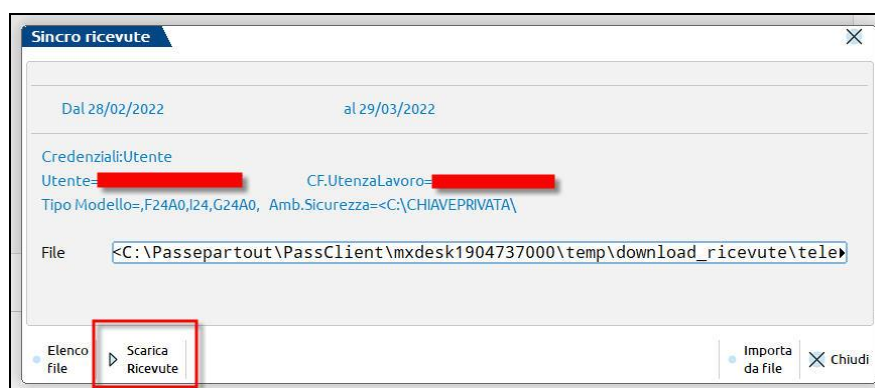 Sincro ricevute
Dal 28/02/2022 al 29/03/2022
Credenziali:Utente
Utente= CF.UtenzaLavoro=
Tipo Modello=,F24A0,I24,G24A0, Amb.Sicurezza=<C:\CHIAVEPRIVATA\
File <C:\Passepartout\PassClient\mxdesk1904737000\temp\download_ricevute\tele
Elenco file
Scarica Ricevute
Importa da file
Chiudi